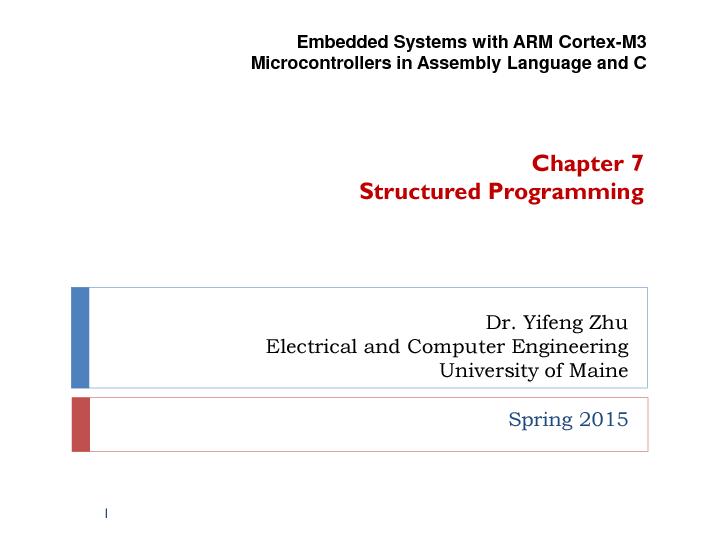 Embedded Systems with ARM Cortex-M3
Microcontrollers in Assembly Language and C
Chapter 7
Structured Programming
Dr. Yifeng Zhu
Electrical and Computer Engineering
University of Maine
Spring 2015
1